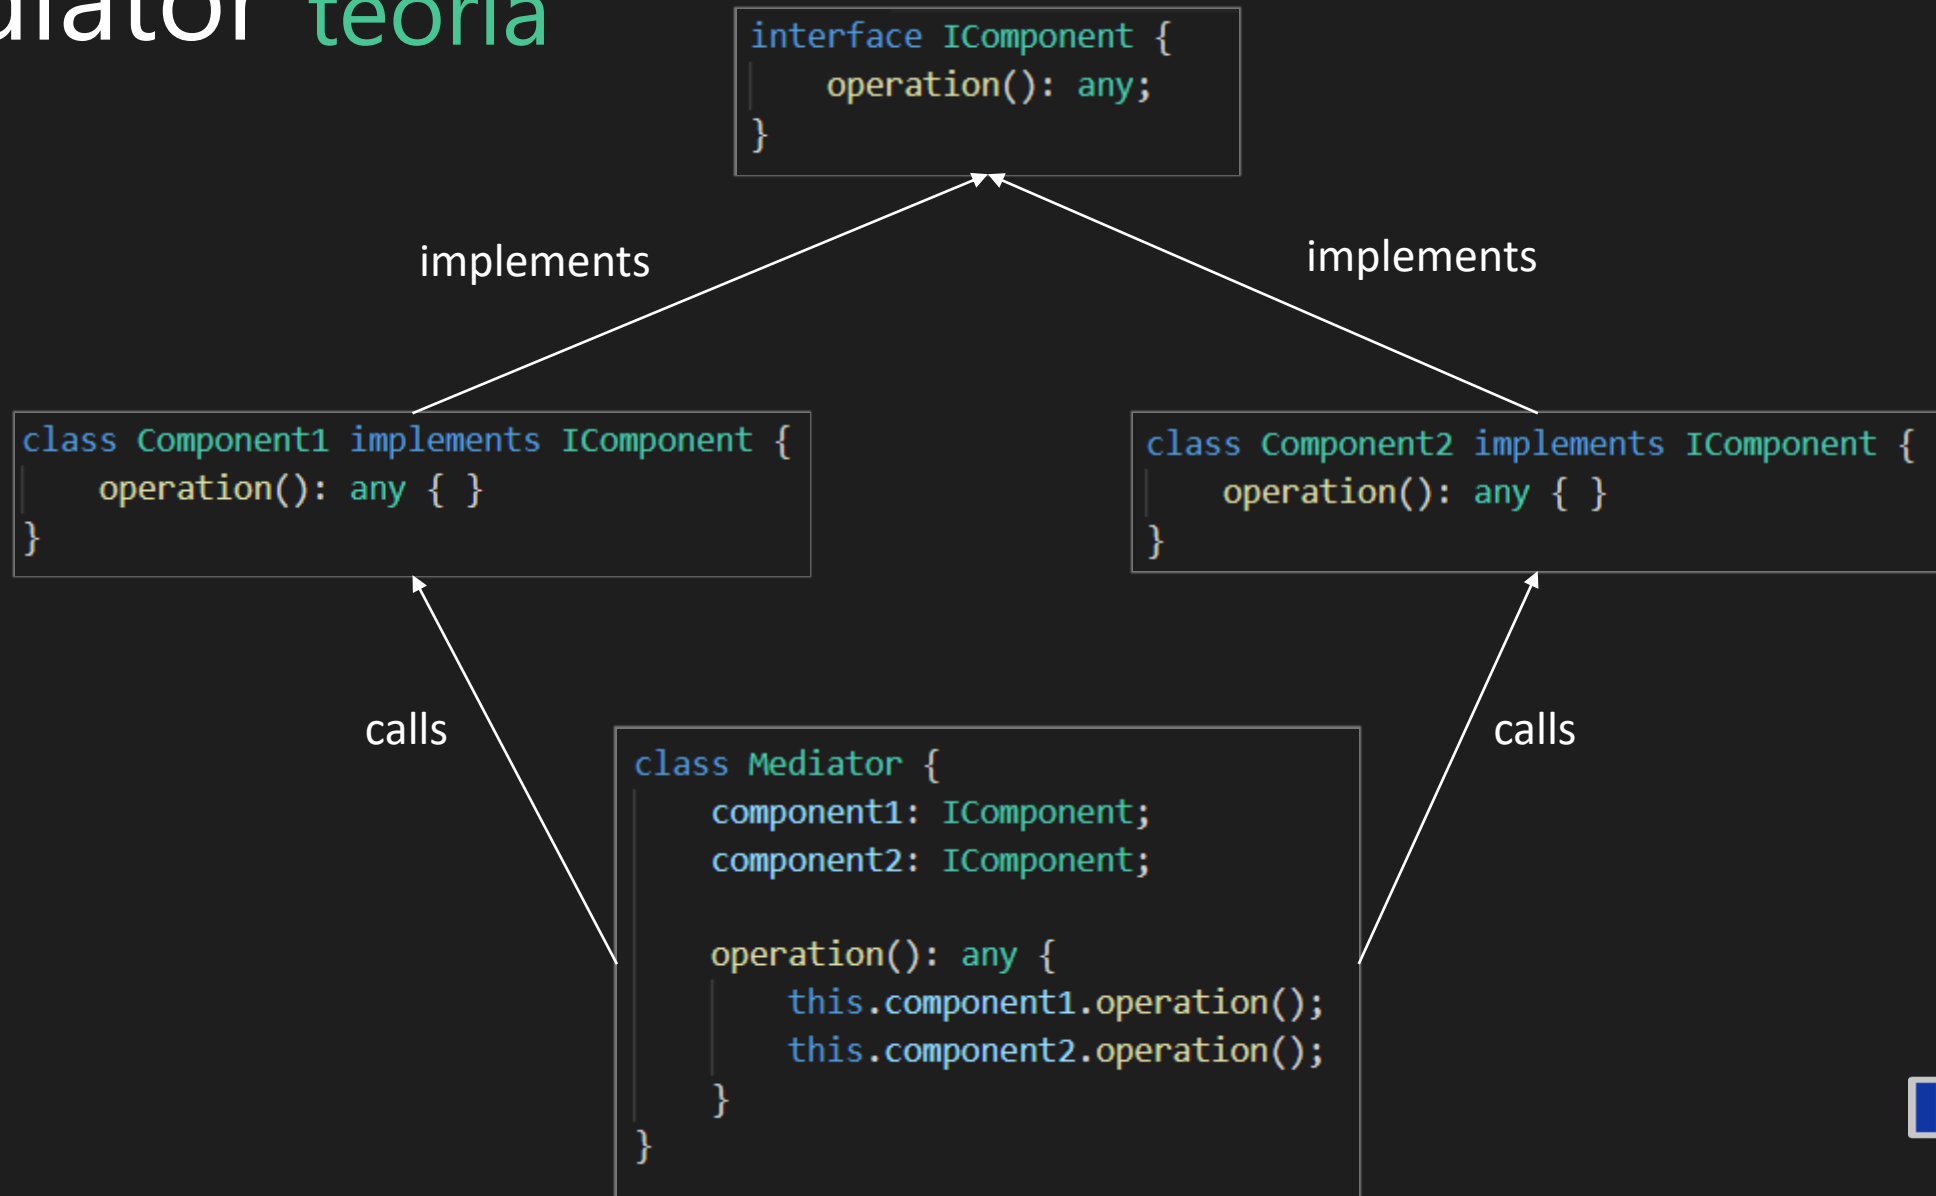 diator teoria
interface IComponent {
operation(): any;
}
implements
implements
class Component1 implements IComponent {
operation(): any { }
}
class Component2 implements IComponent {
operation(): any { }
}
calls
calls
class Mediator {
component1: IComponent;
component2: IComponent;
operation(): any {
this.component1.operation();
this.component2.operation();
}
}